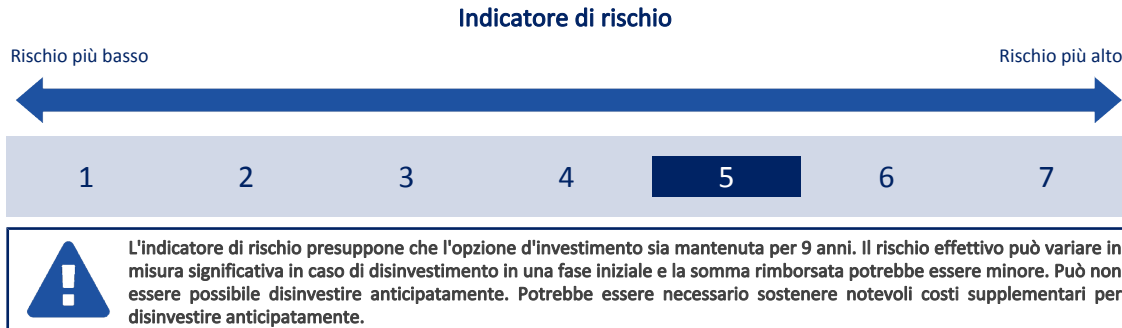 Indicatore di rischio
Rischio più basso
Rischio più alto
1 2 3 4 5 6 7
L'indicatore di rischio presuppone che l'opzione d'investimento sia mantenuta per 9 anni. Il rischio effettivo può variare in
misura significativa in caso di disinvestimento in una fase iniziale e la somma rimborsata potrebbe essere minore. Può non
essere possibile disinvestire anticipatamente. Potrebbe essere necessario sostenere notevoli costi supplementari per
disinvestire anticipatamente.